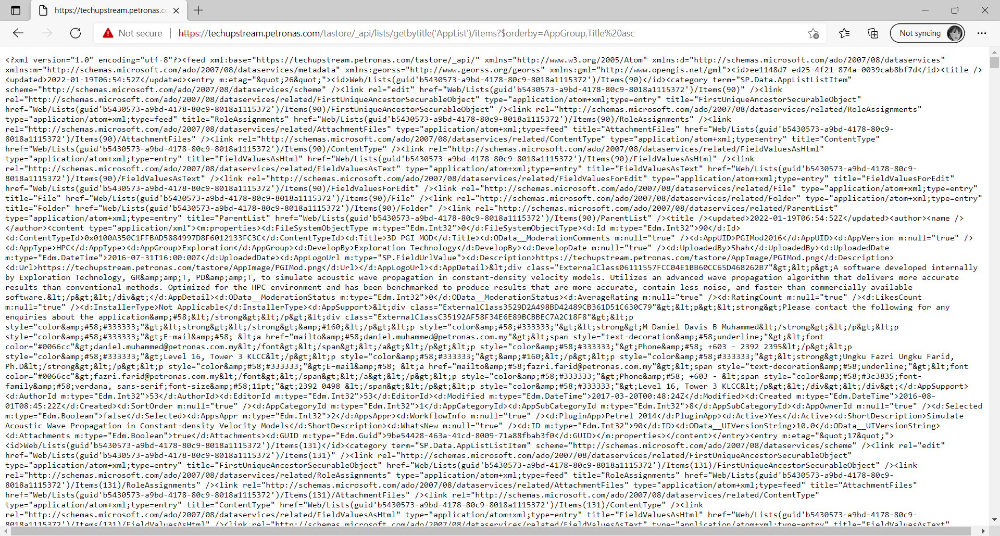 https://techupstream.petronas.co
Not secure | https://techupstream.petronas.com/tastore/_api/lists/getbytitle('AppList')/items?$orderby=AppGroup,Title%20asc
Not syncing
<?xml version="1.0" encoding="utf-8"?><feed xml:base="https://techupstream.petronas.com/tastore/_api/" xmlns="http://www.w3.org/2005/Atom" xmlns:d="http://schemas.microsoft.com/ado/2007/08/dataservices"
xmlns:m="http://schemas.microsoft.com/ado/2007/08/dataservices/metadata" xmlns:georss="http://www.georss.org/georss" xmlns:gml="http://www.opengis.net/gml"><id>ee1148d7-ed25-4f21-874a-0039cab8bf7d</id><title />
<updated>2022-01-19T06:54:52Z</updated><entry m:etag="&quot;26&quot;"><id>Web/Lists(guid'b5430573-a9bd-4178-80c9-8018a1115372')/Items(90)</id><category term="SP.Data.AppListListItem"
scheme="http://schemas.microsoft.com/ado/2007/08/dataservices/scheme" /><link rel="edit" href="Web/Lists(guid'b5430573-a9bd-4178-80c9-8018a1115372')/Items(90)" /><link
rel="http://schemas.microsoft.com/ado/2007/08/dataservices/related/FirstUniqueAncestorSecurableObject" type="application/atom+xml;type=entry" title="FirstUniqueAncestorSecurableObject"
href="Web/Lists(guid'b5430573-a9bd-4178-80c9-8018a1115372')/Items(90)/FirstUniqueAncestorSecurableObject" /><link rel="http://schemas.microsoft.com/ado/2007/08/dataservices/related/RoleAssignments"
type="application/atom+xml;type=feed" title="RoleAssignments" href="Web/Lists(guid'b5430573-a9bd-4178-80c9-8018a1115372')/Items(90)/RoleAssignments" /><link
rel="http://schemas.microsoft.com/ado/2007/08/dataservices/related/AttachmentFiles" type="application/atom+xml;type=feed" title="AttachmentFiles" href="Web/Lists(guid'b5430573-a9bd-4178-80c9-
8018a1115372')/Items(90)/AttachmentFiles" /><link rel="http://schemas.microsoft.com/ado/2007/08/dataservices/related/ContentType" type="application/atom+xml;type=entry" title="ContentType"
href="Web/Lists(guid'b5430573-a9bd-4178-80c9-8018a1115372')/Items(90)/ContentType" /><link rel="http://schemas.microsoft.com/ado/2007/08/dataservices/related/FieldValuesAsHtml"
type="application/atom+xml;type=entry" title="FieldValuesAsHtml" href="Web/Lists(guid'b5430573-a9bd-4178-80c9-8018a1115372')/Items(90)/FieldValuesAsHtml" /><link
rel="http://schemas.microsoft.com/ado/2007/08/dataservices/related/FieldValuesAsText" type="application/atom+xml;type=entry" title="FieldValuesAsText" href="Web/Lists(guid'b5430573-a9bd-4178-80c9-
8018a1115372')/Items(90)/FieldValuesAsText" /><link rel="http://schemas.microsoft.com/ado/2007/08/dataservices/related/FieldValuesForEdit" type="application/atom+xml;type=entry" title="FieldValuesForEdit"
href="Web/Lists(guid'b5430573-a9bd-4178-80c9-8018a1115372')/Items(90)/FieldValuesForEdit" /><link rel="http://schemas.microsoft.com/ado/2007/08/dataservices/related/File" type="application/atom+xml;type=entry"
title="File" href="Web/Lists(guid'b5430573-a9bd-4178-80c9-8018a1115372')/Items(90)/File" /><link rel="http://schemas.microsoft.com/ado/2007/08/dataservices/related/Folder" type="application/atom+xml;type=entry"
title="Folder" href="Web/Lists(guid'b5430573-a9bd-4178-80c9-8018a1115372')/Items(90)/Folder" /><link rel="http://schemas.microsoft.com/ado/2007/08/dataservices/related/ParentList"
type="application/atom+xml;type=entry" title="ParentList" href="Web/Lists(guid'b5430573-a9bd-4178-80c9-8018a1115372')/Items(90)/ParentList" /><title /><updated>2022-01-19T06:54:52Z</updated><author><name />
</author><content type="application/xml"><m:properties><d:FileSystemObjectType m:type="Edm.Int32">0</d:FileSystemObjectType><d:Id m:type="Edm.Int32">90</d:Id>
<d:ContentTypeId>0x0100A350C1FFBAD5884997D8F6012133FC3C</d:ContentTypeId><d:Title>3D PGI MOD</d:Title><d:OData__ModerationComments m:null="true" /><d:AppUID>PGIMod2016</d:AppUID><d:AppVersion m:null="true" />
<d:AppType>HPC</d:AppType><d:AppGroup>Exploration</d:AppGroup><d:DevelopBy>Exploration Technology</d:DevelopBy><d:DevelopDate m:null="true" /><d:UploadedBy>Shah</d:UploadedBy><d:UploadedDate
m:type="Edm.DateTime">2016-07-31T16:00:00Z</d:UploadedDate><d:AppLogoUrl m:type="SP.FieldUrlValue"><d:Description>https://techupstream.petronas.com/tastore/AppImage/PGIMod.png</d:Description>
<d:Url>https://techupstream.petronas.com/tastore/AppImage/PGIMod.png</d:Url></d:AppLogoUrl><d:AppDetail>&lt;div class="ExternalClass06111557FCC04E1BB60CC65D468262B7"&gt;&lt;p&gt;A software developed internally
by Exploration Technology, GR&amp;amp;T, PD&amp;amp;T, to simulate acoustic wave propagation in constant-density velocity models. Utilizes an advanced wave propagation algorithm that delivers more accurate
results than conventional methods. Optimized for the HPC environment and has been benchmarked to produce results that are more accurate, contain less noise, and faster than commercially available
software.&lt;/p&gt;&lt;/div&gt;</d:AppDetail><d:OData__ModerationStatus m:type="Edm.Int32">0</d:OData__ModerationStatus><d:AverageRating m:null="true" /><d:RatingCount m:null="true" /><d:LikesCount
m:null="true" /><d:InstallerType>Not Applicable</d:InstallerType><d:AppSupport>&lt;div class="ExternalClass3529D2A498BD42489CB361D51C630C79"&gt;&lt;p&gt;&lt;strong&gt;Please contact the following for any
enquiries about the application&amp;#58;&lt;/strong&gt;&lt;/p&gt;&lt;div class="ExternalClassC35192AF58F34E6E89BCBBEC7A2C18F8"&gt;&lt;p
style="color&amp;#58;#333333;"&gt;&lt;strong&gt;&lt;/strong&gt;&amp;#160;&lt;/p&gt;&lt;p style="color&amp;#58;#333333;"&gt;&lt;strong&gt;M Daniel Davis B Muhammed&lt;/strong&gt;&lt;/p&gt;&lt;p
style="color&amp;#58;#333333;"&gt;E-mail&amp;#58; &lt;a href="mailto&amp;#58;daniel.muhammed@petronas.com.my"&gt;&lt;span style="text-decoration&amp;#58;underline;"&gt;&lt;font
color="#0066cc"&gt;daniel.muhammed@petronas.com.my&lt;/font&gt;&lt;/span&gt;&lt;/a&gt;&lt;/p&gt;&lt;p style="color&amp;#58;#333333;"&gt;Phone&amp;#58; +603 - 2392 2395&lt;/p&gt;&lt;p
style="color&amp;#58;#333333;"&gt;Level 16, Tower 3 KLCC&lt;/p&gt;&lt;p style="color&amp;#58;#333333;"&gt;&amp;#160;&lt;/p&gt;&lt;p style="color&amp;#58;#333333;"&gt;&lt;strong&gt;Ungku Fazri Ungku Farid,
Ph.D&lt;/strong&gt;&lt;/p&gt;&lt;p style="color&amp;#58;#333333;"&gt;E-mail&amp;#58; &lt;a href="mailto&amp;#58;fazri.farid@petronas.com.my"&gt;&lt;span style="text-decoration&amp;#58;underline;"&gt;&lt;font
color="#0066cc"&gt;fazri.farid@petronas.com.my&lt;/font&gt;&lt;/span&gt;&lt;/a&gt;&lt;/p&gt;&lt;p style="color&amp;#58;#333333;"&gt;Phone&amp;#58; +603 - &lt;span style="color&amp;#58;#3c3835;font-
family&amp;#58;verdana, sans-serif;font-size&amp;#58;11pt;"&gt;2392 0498 &lt;/span&gt;&lt;/p&gt;&lt;p style="color&amp;#58;#333333;"&gt;Level 16, Tower 3 KLCC&lt;/p&gt;&lt;/div&gt;&lt;/div&gt;</d:AppSupport>
<d:AuthorId m:type="Edm.Int32">53</d:AuthorId><d:EditorId m:type="Edm.Int32">53</d:EditorId><d:Modified m:type="Edm.DateTime">2017-03-20T00:48:24Z</d:Modified><d:Created m:type="Edm.DateTime">2016-08-
01T08:45:22Z</d:Created><d:SortOrder m:null="true" /><d:AppCategoryId m:type="Edm.Int32">1</d:AppCategoryId><d:AppSubCategoryId m:type="Edm.Int32">8</d:AppSubCategoryId><d:AppOwnerId m:null="true" /><d:Selected
m:type="Edm.Boolean">false</d:Selected><d:AppsAppr m:type="Edm.Int32">2</d:AppsAppr><d:WorkflowInfo m:null="true" /><d:PluginApp>Petrel 2014</d:PluginApp><d:Active>Yes</d:Active><d:ShortDescription>Simulate
Acoustic Wave Propagation in Constant-density Velocity Models</d:ShortDescription><d:WhatsNew m:null="true" /><d:ID m:type="Edm.Int32">90</d:ID><d:OData__UIVersionString>10.0</d:OData__UIVersionString>
<d:Attachments m:type="Edm.Boolean">true</d:Attachments><d:GUID m:type="Edm.Guid">9be54428-463a-41cd-8009-71a88fbab3f0</d:GUID></m:properties></content></entry><entry m:etag="&quot;17&quot;">
<id>Web/Lists(guid'b5430573-a9bd-4178-80c9-8018a1115372')/Items(131)</id><category term="SP.Data.AppListListItem" scheme="http://schemas.microsoft.com/ado/2007/08/dataservices/scheme" /><link rel="edit"
href="Web/Lists(guid'b5430573-a9bd-4178-80c9-8018a1115372')/Items(131)" /><link rel="http://schemas.microsoft.com/ado/2007/08/dataservices/related/FirstUniqueAncestorSecurableObject"
type="application/atom+xml;type=entry" title="FirstUniqueAncestorSecurableObject" href="Web/Lists(guid'b5430573-a9bd-4178-80c9-8018a1115372')/Items(131)/FirstUniqueAncestorSecurableObject" /><link
rel="http://schemas.microsoft.com/ado/2007/08/dataservices/related/RoleAssignments" type="application/atom+xml;type=feed" title="RoleAssignments" href="Web/Lists(guid'b5430573-a9bd-4178-80c9-
8018a1115372')/Items(131)/RoleAssignments" /><link rel="http://schemas.microsoft.com/ado/2007/08/dataservices/related/AttachmentFiles" type="application/atom+xml;type=feed" title="AttachmentFiles"
href="Web/Lists(guid'b5430573-a9bd-4178-80c9-8018a1115372')/Items(131)/AttachmentFiles" /><link rel="http://schemas.microsoft.com/ado/2007/08/dataservices/related/ContentType"
type="application/atom+xml;type=entry" title="ContentType" href="Web/Lists(guid'b5430573-a9bd-4178-80c9-8018a1115372')/Items(131)/ContentType" /><link
rel="http://schemas.microsoft.com/ado/2007/08/dataservices/related/FieldValuesAsHtml" type="application/atom+xml;type=entry" title="FieldValuesAsHtml" href="Web/Lists(guid'b5430573-a9bd-4178-80c9-
8018a1115372')/Items(131)/FieldValuesAsHtml" /><link rel="http://schemas.microsoft.com/ado/2007/08/dataservices/related/FieldValuesAsText" type="application/atom+xml;type=entry" title="FieldValuesAsText"